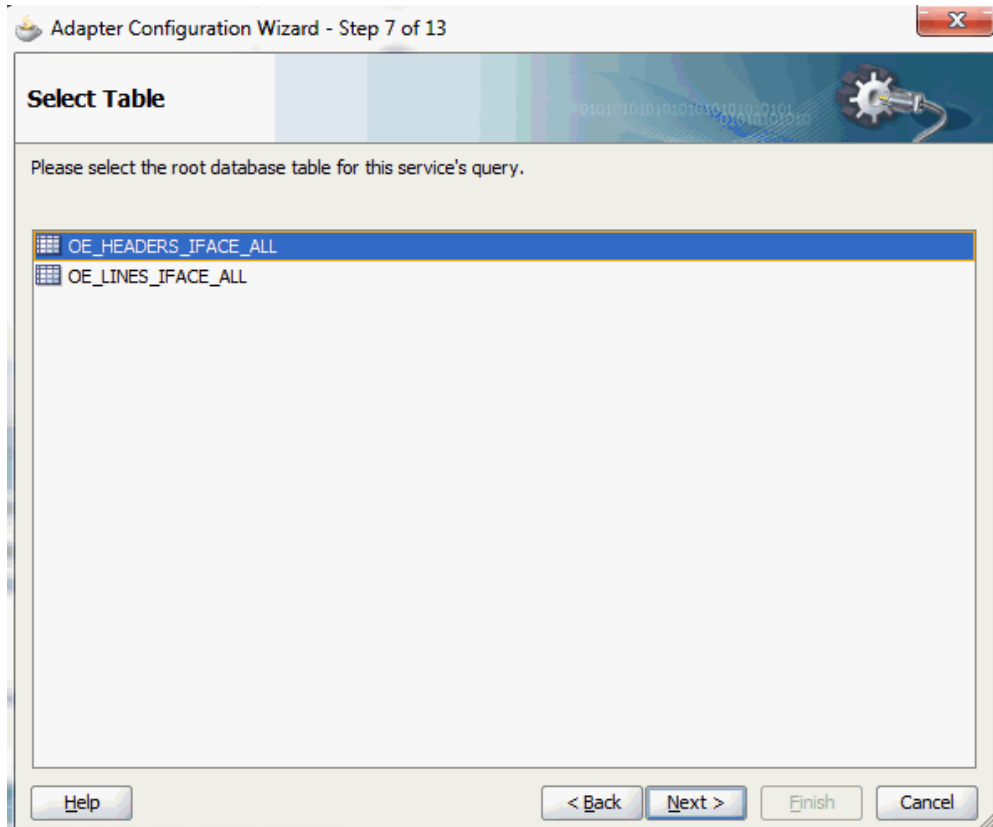 Adapter Configuration Wizard - Step 7 of 13
x
Select Table
Please select the root database table for this service's query.
OE_HEADERS_IFACE_ALL
OE_LINES_IFACE_ALL
Help
< Back
Next >
Finish
Cancel